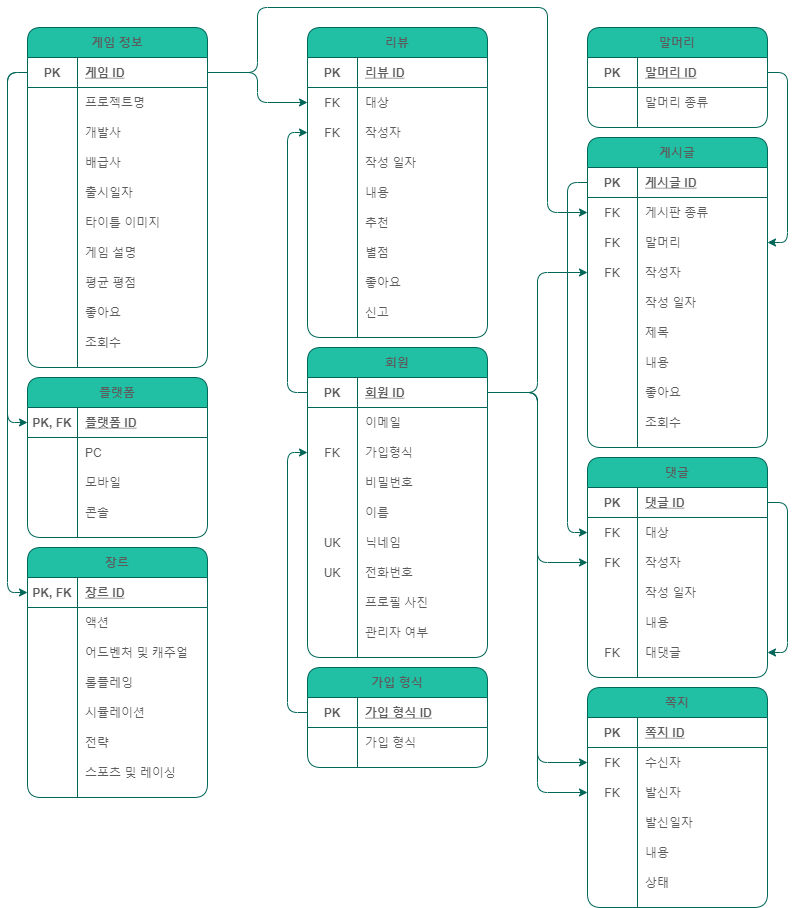 게임 정보
PK 게임 ID
프로젝트명
개발사
배급사
출시일자
타이틀 이미지
게임 설명
평균 평점
좋아요
조회수
플랫폼
PK, FK 플랫폼 ID
PC
모바일
콘솔
장르
PK, FK 장르 ID
액션
어드벤처 및 캐주얼
롤플레잉
시뮬레이션
전략
스포츠 및 레이싱
리뷰
PK 리뷰 ID
FK 대상
FK 작성자
작성 일자
내용
추천
별점
좋아요
신고
회원
PK 회원 ID
이메일
FK 가입형식
비밀번호
이름
UK 닉네임
UK 전화번호
프로필 사진
관리자 여부
가입 형식
PK 가입 형식 ID
가입 형식
말머리
PK 말머리 ID
말머리 종류
게시글
PK 게시글 ID
FK 게시판 종류
FK 말머리
FK 작성자
작성 일자
제목
내용
좋아요
조회수
댓글
PK 댓글 ID
FK 대상
FK 작성자
작성 일자
내용
FK 대댓글
쪽지
PK 쪽지 ID
FK 수신자
FK 발신자
발신일자
내용
상태